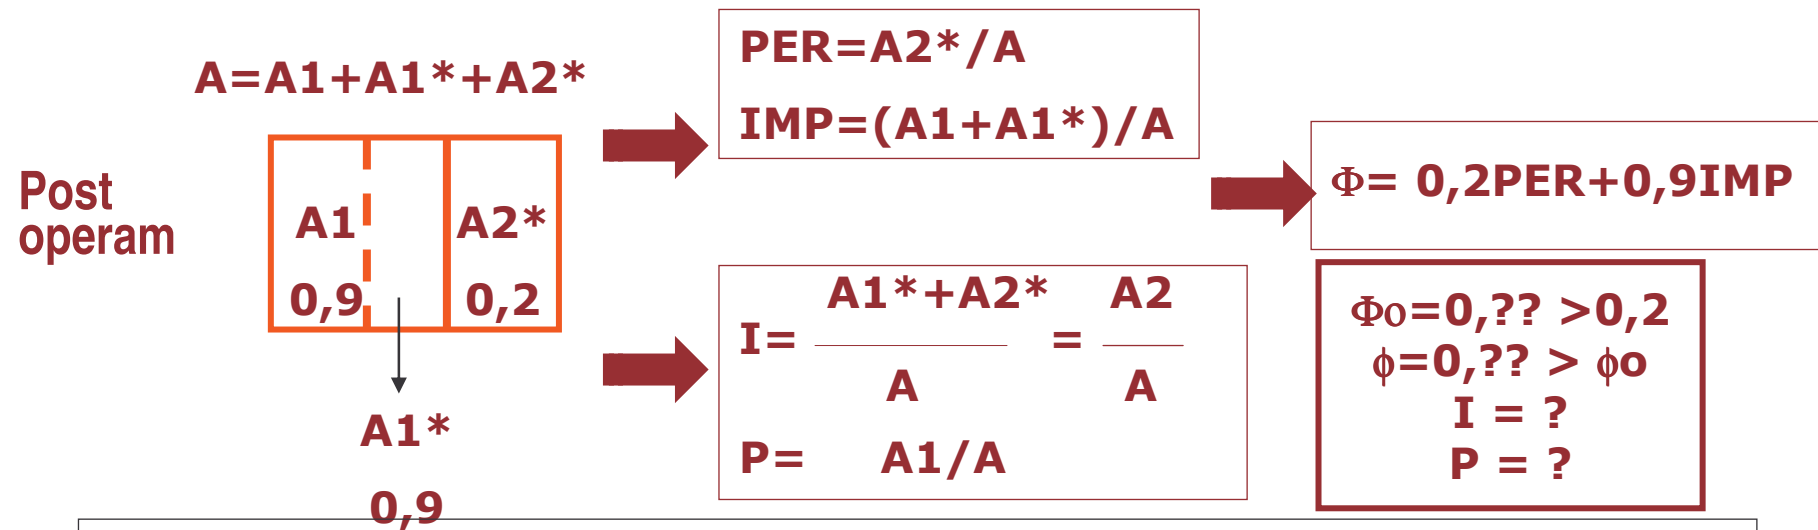 A=A1+A1*+A2*
Post
operam
A1
A2*
0,9
0,2
A1*
0,9
PER=A2*/A
IMP=(A1+A1*)/A
A1*+A2* A2
I= =
A A
P= A1/A
Φ= 0,2PER+0,9IMP
Φo=0,?? >0,2
ϕ=0,?? > ϕo
I = ?
P = ?